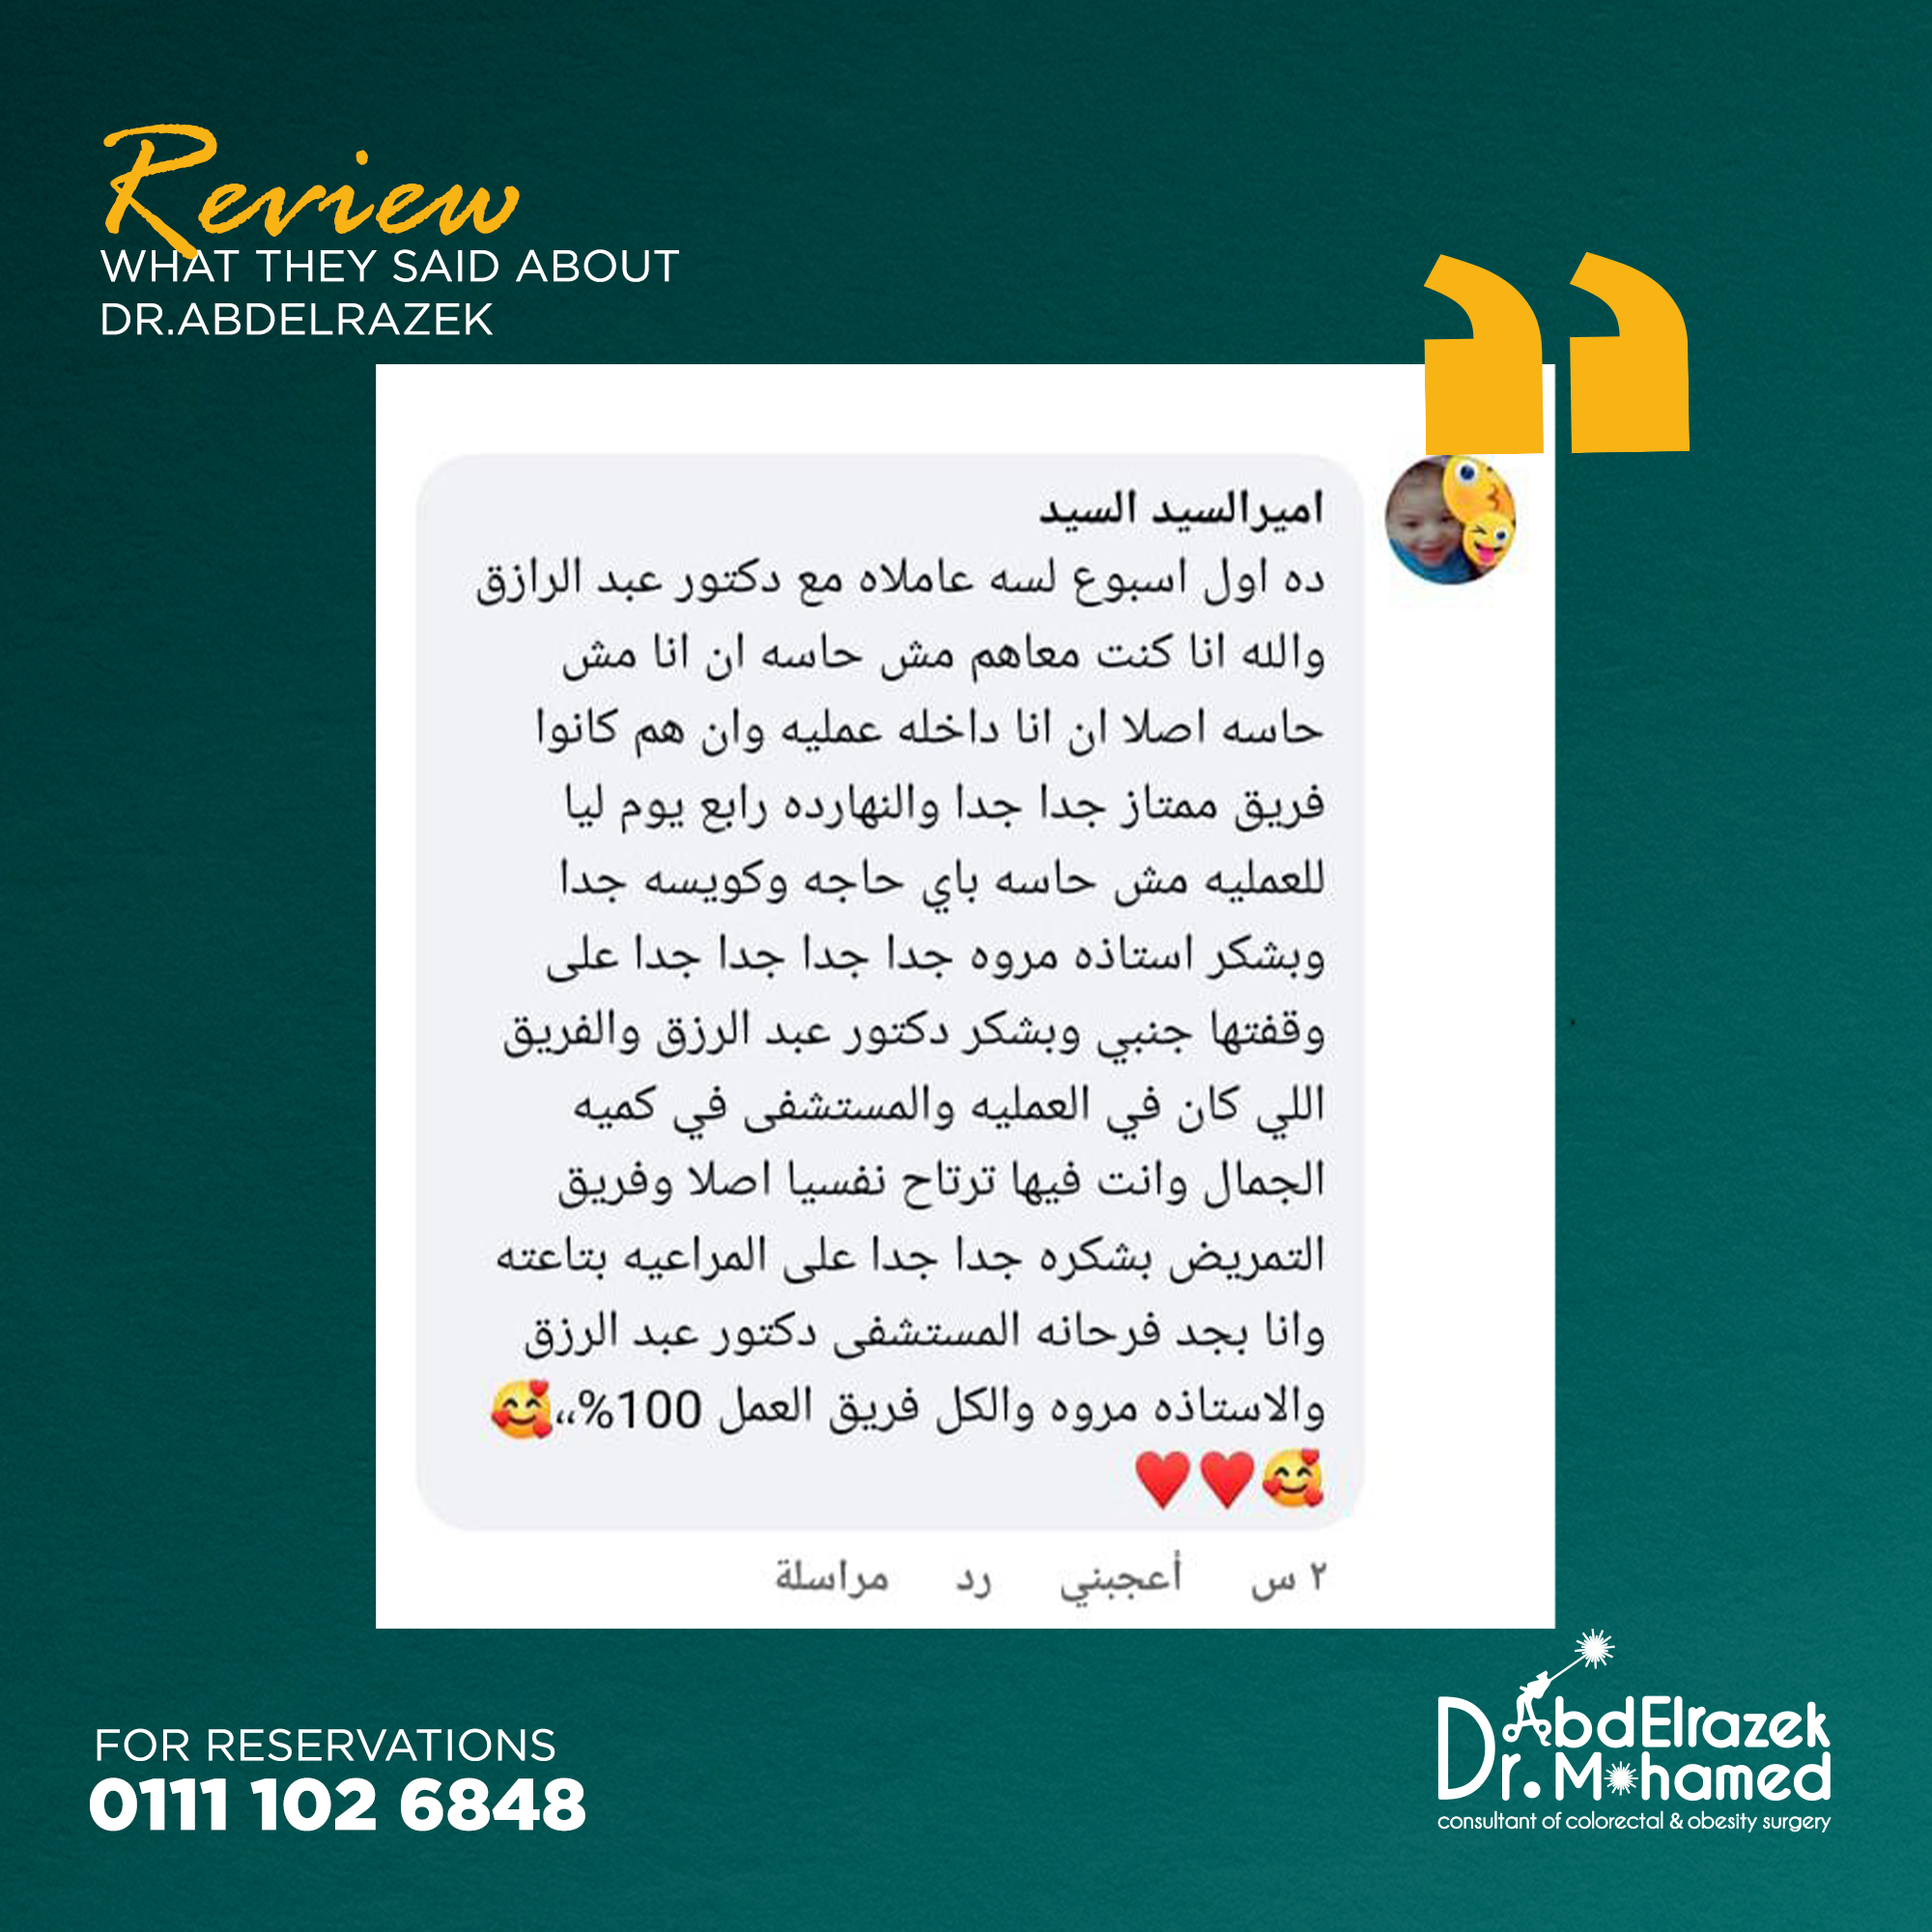 Review
WHAT THEY SAID ABOUT
DR.ABDELRAZEK
اميرالسيد السيد
ده اول اسبوع لسه عاملاه مع دكتور عبد الرازق
والله انا كنت معاهم مش حاسه ان انا مش
حاسه اصلا ان انا داخله عمليه وان هم كانوا
فريق ممتاز جدا جدا والنهارده رابع يوم ليا
للعمليه مش حاسه باي حاجه وكويسه جدا
وبشكر استاذه مروه جدا جدا جدا جدا على
وقفتها جنبي وبشكر دكتور عبد الرزق والفريق
اللي كان في العمليه والمستشفى في كميه
الجمال وانت فيها ترتاح نفسيا اصلا وفريق
التمريض بشكره جدا جدا على المراعيه بتاعته
وانا بجد فرحانه المستشفى دكتور عبد الرزق
والاستاذه مروه والكل فريق العمل 100%،،🥰
🥰♥️♥️
٢ س أعجبني رد مراسلة
FOR RESERVATIONS
0111 102 6848
Dr. AbdElrazek
Mohamed
consultant of colorectal & obesity surgery